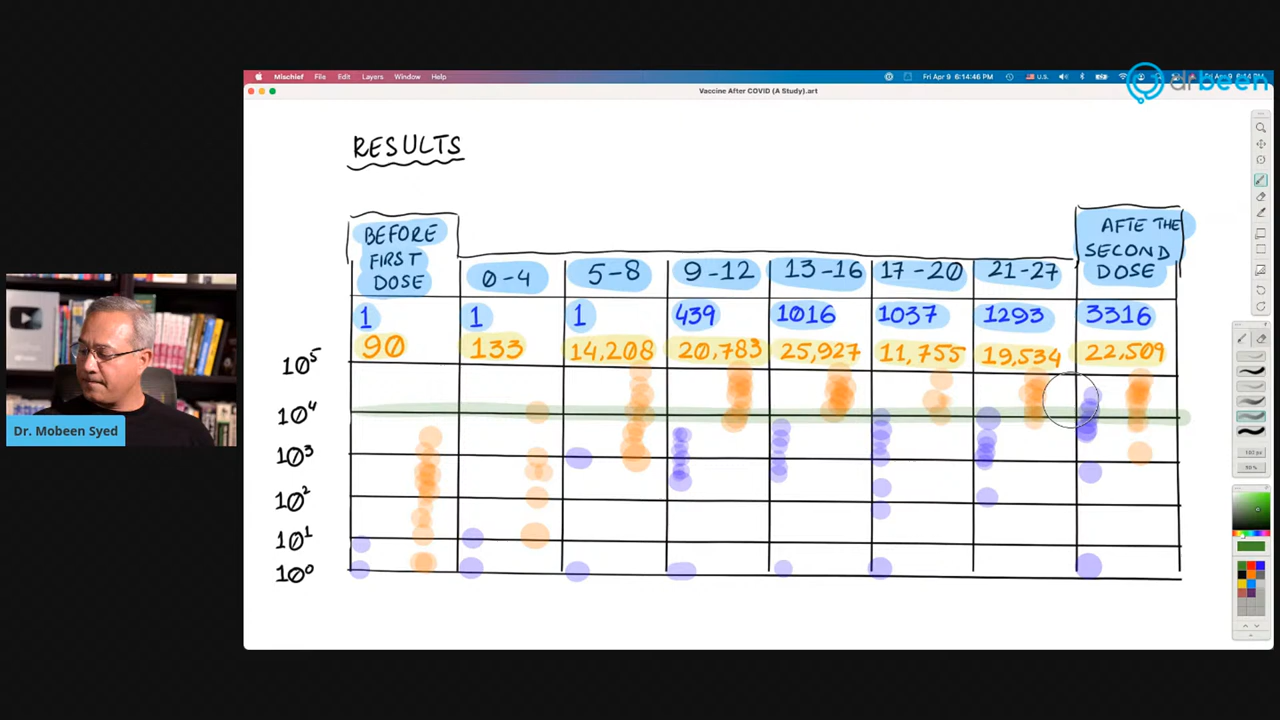 Mischief File Edit Layers Window Help
U.S. Fri Apr 9 6:14:46 PM
Vaccine After COVID (A Study).art
drbeen
RESULTS
BEFORE FIRST DOSE
0-4 5-8 9-12 13-16 17-20 21-27
AFTE THE SECOND DOSE
1 1 1 439 1016 1037 1293 3316
90 133 14,208 20,783 25,927 11,755 19,534 22,509
10⁵
10⁴
10³
10²
10¹
10⁰
Dr. Mobeen Syed